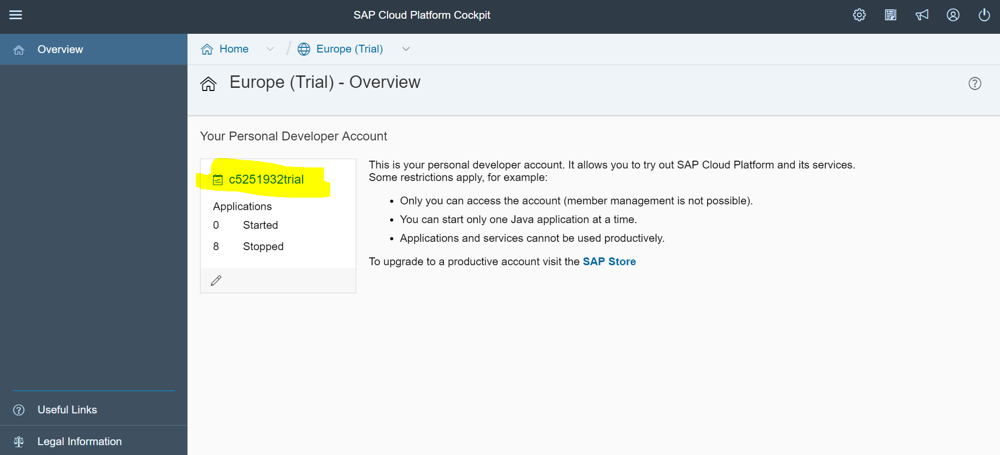 SAP Cloud Platform Cockpit
Overview
Home
Europe (Trial)
Europe (Trial) - Overview
Your Personal Developer Account
c5251932trial
Applications
0 Started
8 Stopped
This is your personal developer account. It allows you to try out SAP Cloud Platform and its services.
Some restrictions apply, for example:
• Only you can access the account (member management is not possible).
• You can start only one Java application at a time.
• Applications and services cannot be used productively.
To upgrade to a productive account visit the SAP Store
Useful Links
Legal Information